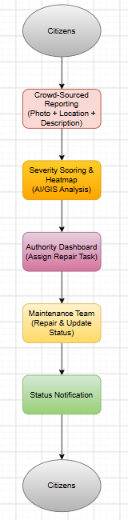 Citizens
Crowd-Sourced
Reporting
(Photo + Location +
Description)
Severity Scoring &
Heatmap
(AI/GIS Analysis)
Authority Dashboard
(Assign Repair Task)
Maintenance Team
(Repair & Update
Status)
Status Notification
Citizens